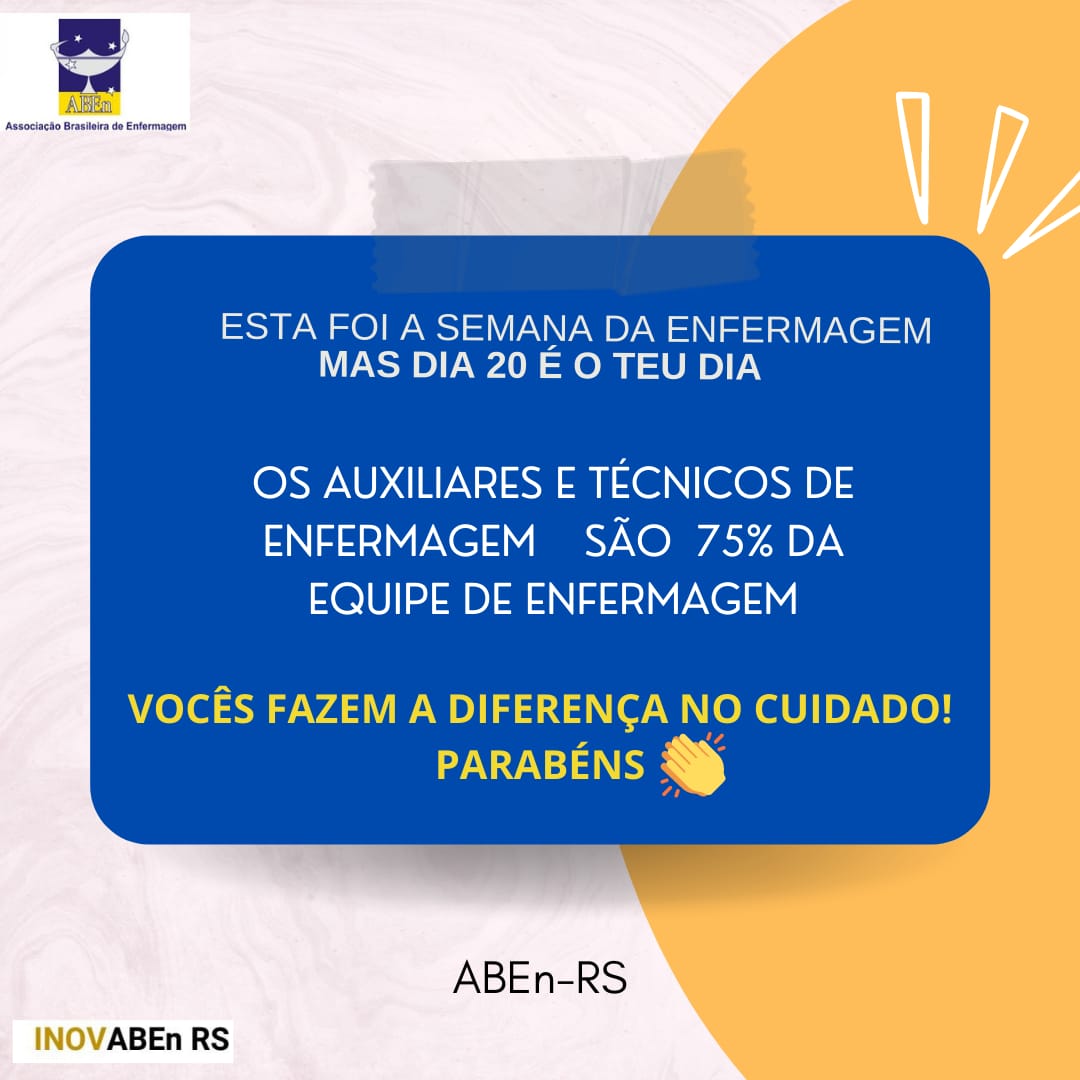 ABEn
Associação Brasileira de Enfermagem
ESTA FOI A SEMANA DA ENFERMAGEM
MAS DIA 20 É O TEU DIA
OS AUXILIARES E TÉCNICOS DE
ENFERMAGEM SÃO 75% DA
EQUIPE DE ENFERMAGEM
VOCÊS FAZEM A DIFERENÇA NO CUIDADO!
PARABÉNS 👏
ABEn-RS
INOVABEn RS